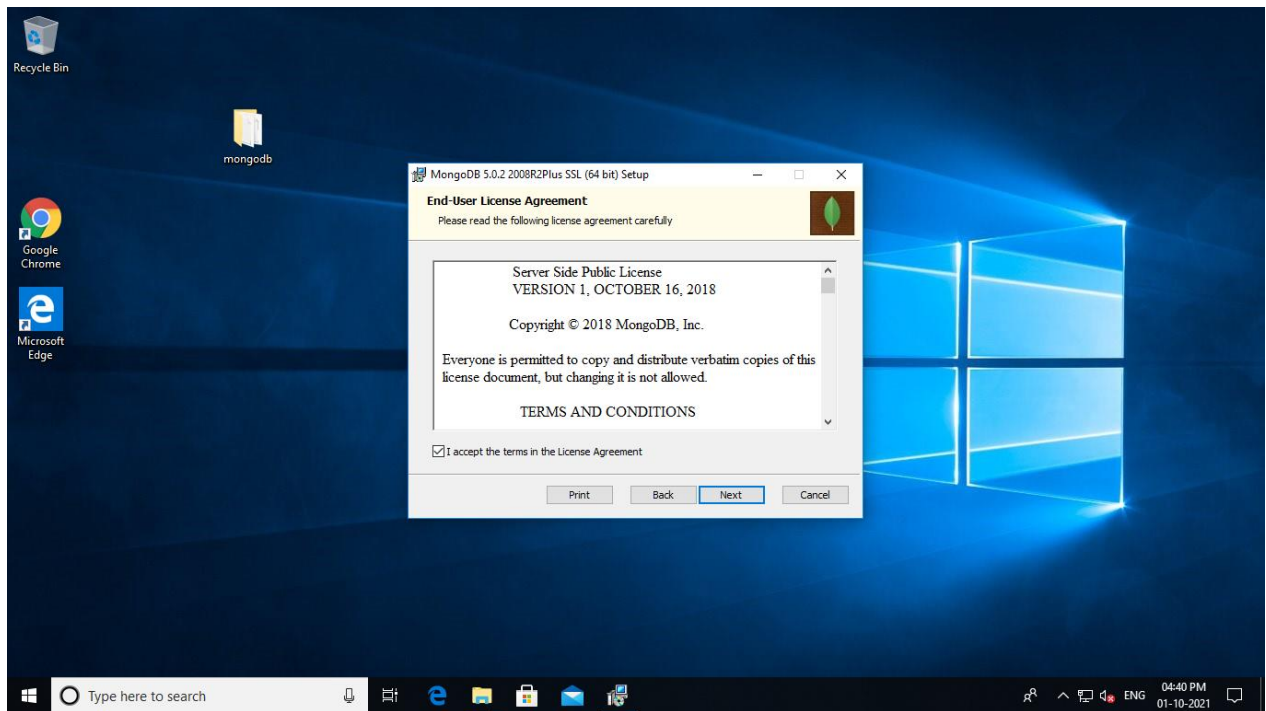 Recycle Bin
mongodb
Google
Chrome
Microsoft
Edge
MongoDB 5.0.2 2008R2Plus SSL (64 bit) Setup
End-User License Agreement
Please read the following license agreement carefully
Server Side Public License
VERSION 1, OCTOBER 16, 2018
Copyright © 2018 MongoDB, Inc.
Everyone is permitted to copy and distribute verbatim copies of this
license document, but changing it is not allowed.
TERMS AND CONDITIONS
I accept the terms in the License Agreement
Print Back Next Cancel
Type here to search
ENG
04:40 PM
01-10-2021